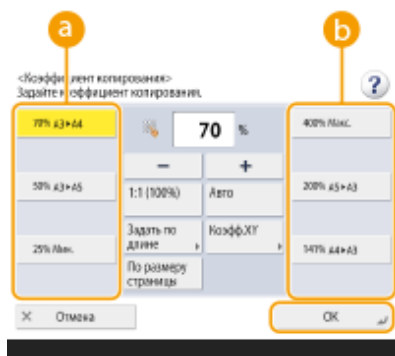 a
b
<Коэффициент копирования>
Задайте коэффициент копирования.
?
70% A3▸A4
70 %
400% Макс.
−
+
50% A3▸A5
1:1 (100%)
Авто
200% A5▸A3
Задать по
длине
Коэфф.XY
25% Мин.
141% A4▸A3
По размеру
страницы
× Отмена
OK